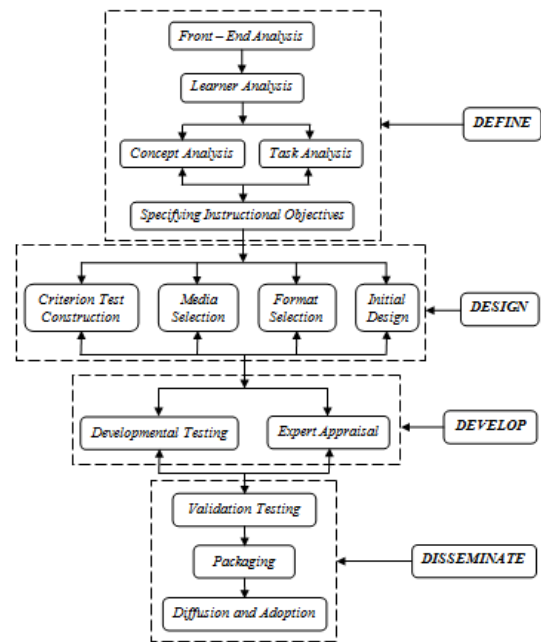 Front – End Analysis
Learner Analysis
DEFINE
Concept Analysis
Task Analysis
Specifying Instructional Objectives
Criterion Test
Construction
Media
Selection
Format
Selection
Initial
Design
DESIGN
Developmental Testing
Expert Appraisal
DEVELOP
Validation Testing
Packaging
DISSEMINATE
Diffusion and Adoption